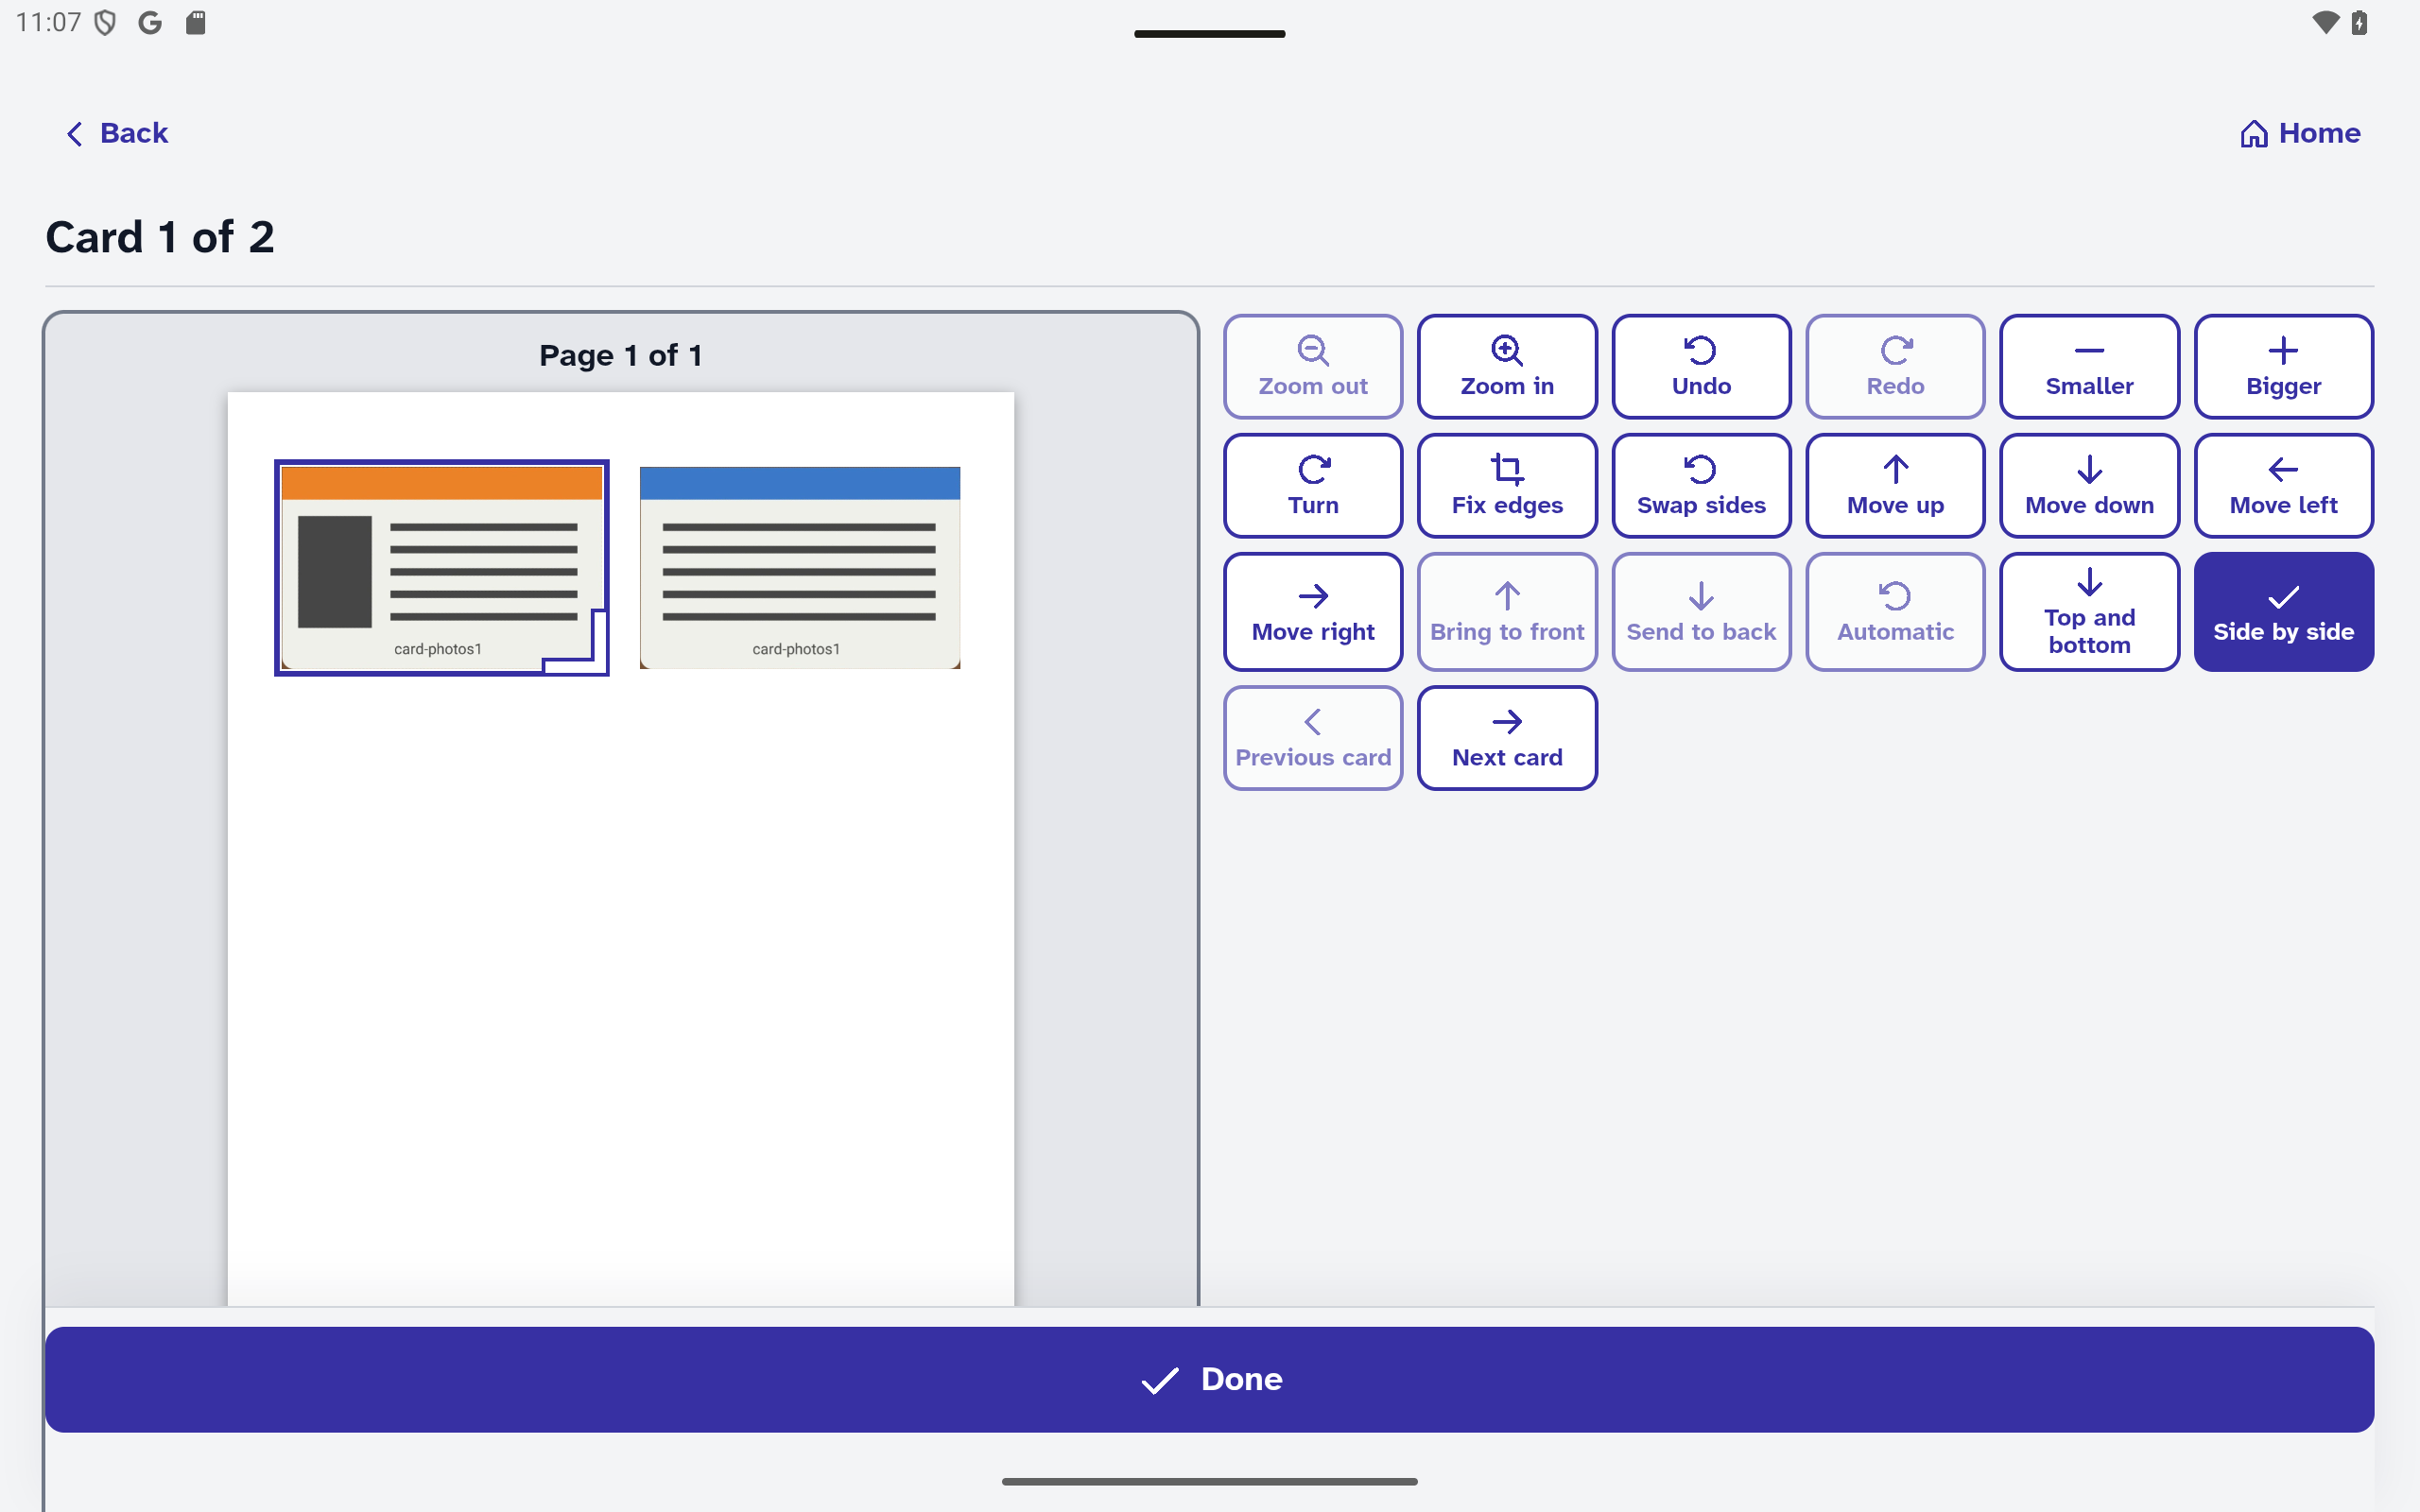 11:07
Back
Home
Card 1 of 2
Page 1 of 1
card-photos1
card-photos1
Zoom out
Zoom in
Undo
Redo
Smaller
Bigger
Turn
Fix edges
Swap sides
Move up
Move down
Move left
Move right
Bring to front
Send to back
Automatic
Top and
bottom
Side by side
Previous card
Next card
Done